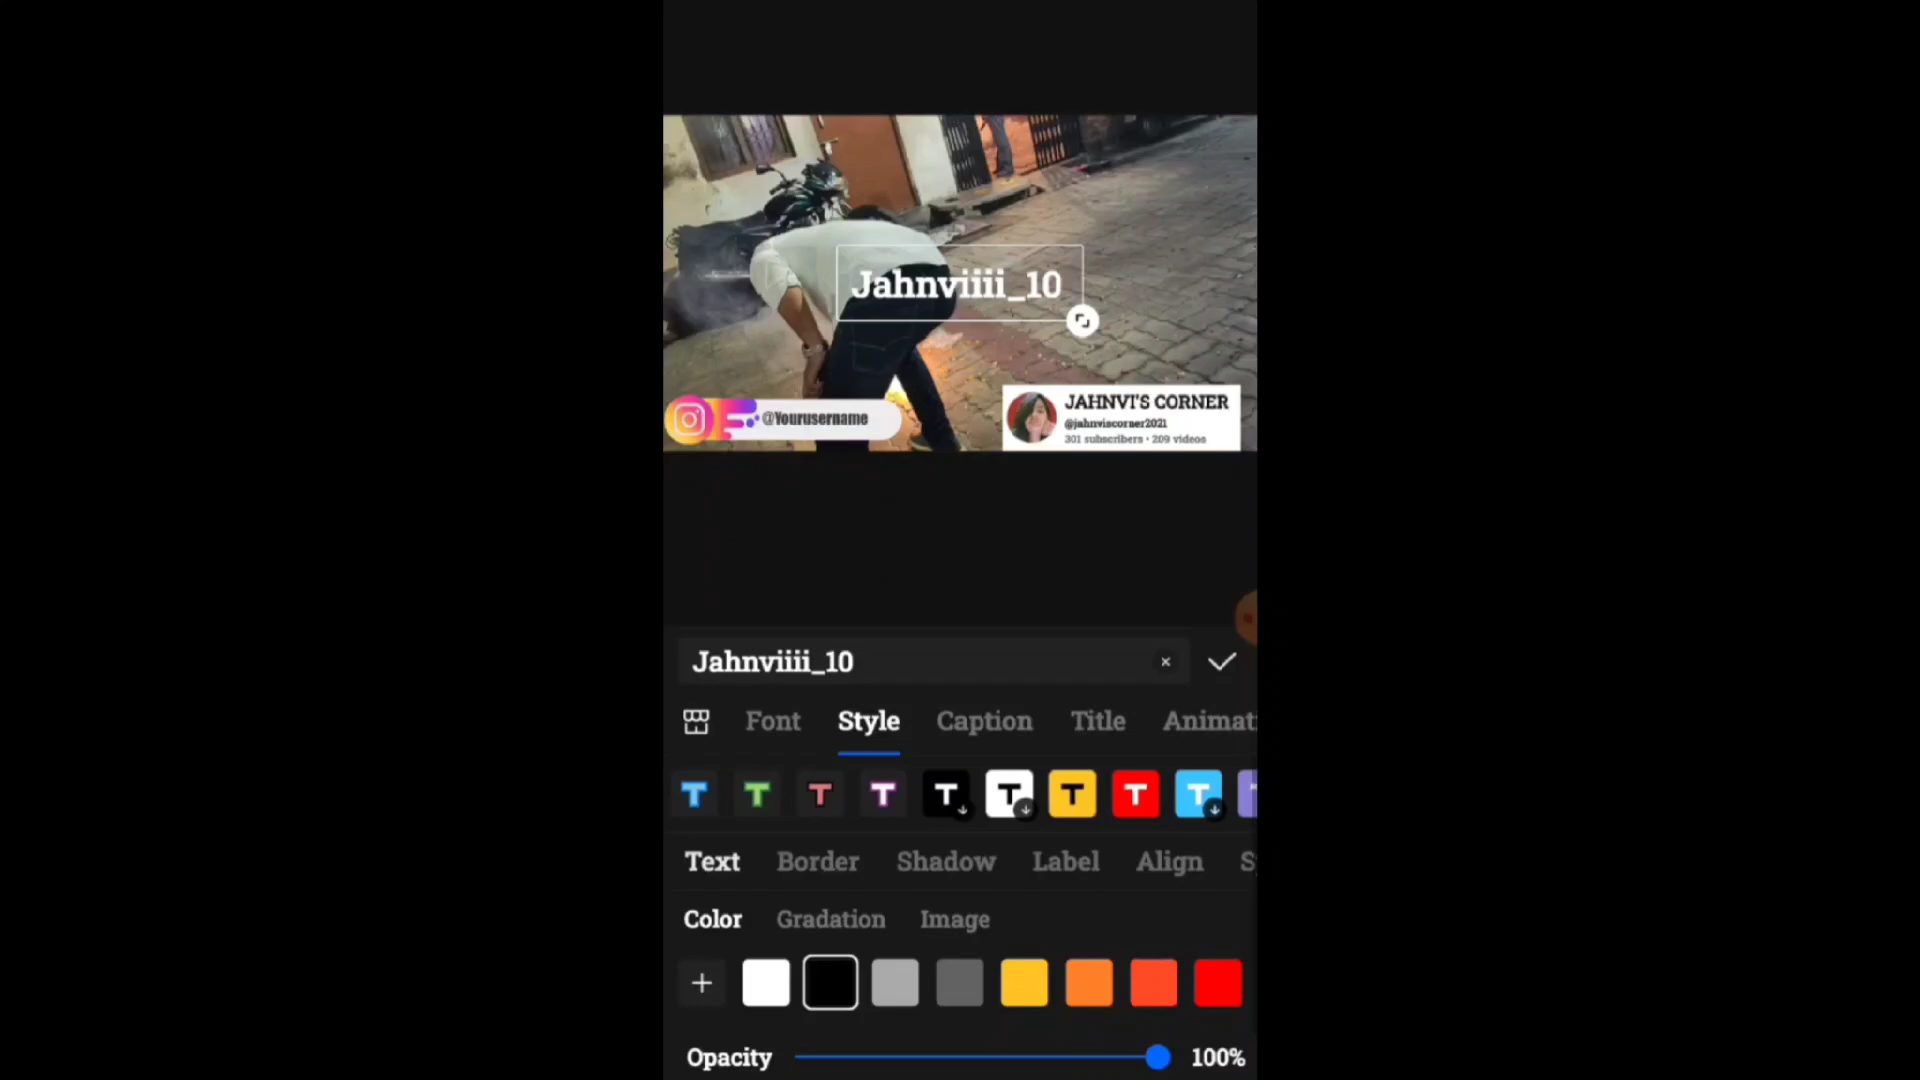 Jahnviiii_10
@Yourusername
JAHNVI'S CORNER
@jahnviscorner2021
301 subscribers • 209 videos
Jahnviiii_10
Font Style Caption Title Animat
T T T T T T T T T
Text Border Shadow Label Align S
Color Gradation Image
Opacity 100%